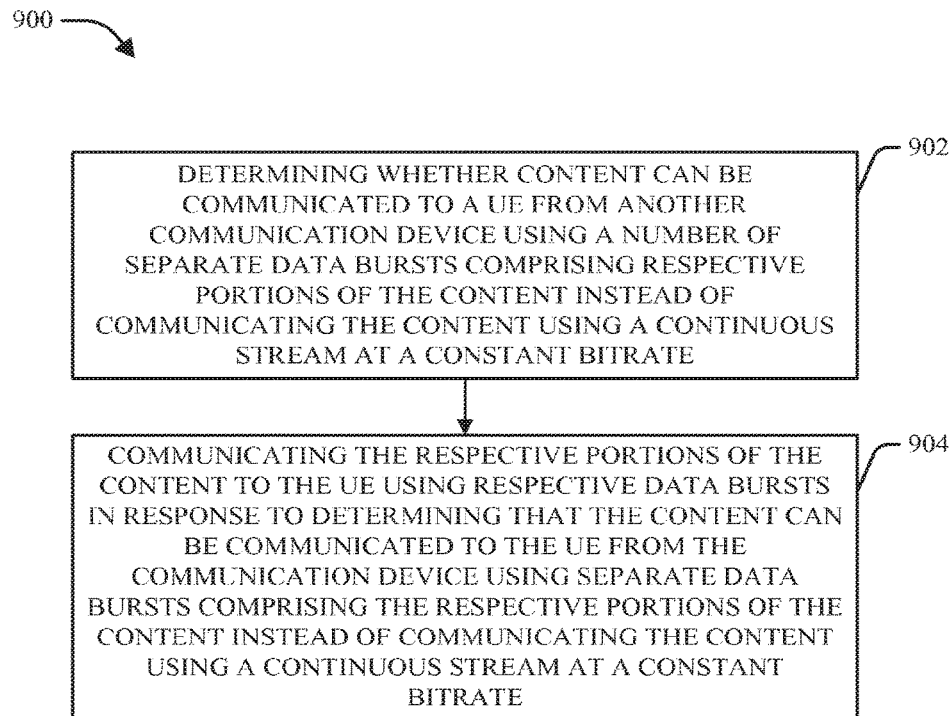 900
902
DETERMINING WHETHER CONTENT CAN BE
COMMUNICATED TO A UE FROM ANOTHER
COMMUNICATION DEVICE USING A NUMBER OF
SEPARATE DATA BURSTS COMPRISING RESPECTIVE
PORTIONS OF THE CONTENT INSTEAD OF
COMMUNICATING THE CONTENT USING A CONTINUOUS
STREAM AT A CONSTANT BITRATE
904
COMMUNICATING THE RESPECTIVE PORTIONS OF THE
CONTENT TO THE UE USING RESPECTIVE DATA BURSTS
IN RESPONSE TO DETERMINING THAT THE CONTENT CAN
BE COMMUNICATED TO THE UE FROM THE
COMMUNICATION DEVICE USING SEPARATE DATA
BURSTS COMPRISING THE RESPECTIVE PORTIONS OF THE
CONTENT INSTEAD OF COMMUNICATING THE CONTENT
USING A CONTINUOUS STREAM AT A CONSTANT
BITRATE